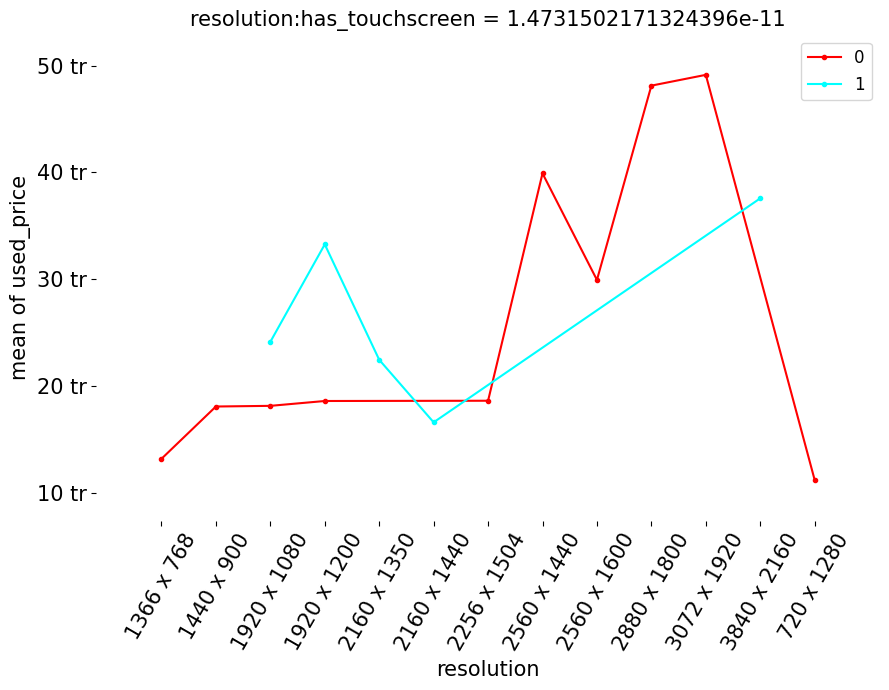 resolution:has_touchscreen = 1.4731502171324396e-11
0
1
50 tr
40 tr
30 tr
20 tr
10 tr
mean of used_price
1366 x 768
1440 x 900
1920 x 1080
1920 x 1200
2160 x 1350
2160 x 1440
2256 x 1504
2560 x 1440
2560 x 1600
2880 x 1800
3072 x 1920
3840 x 2160
720 x 1280
resolution